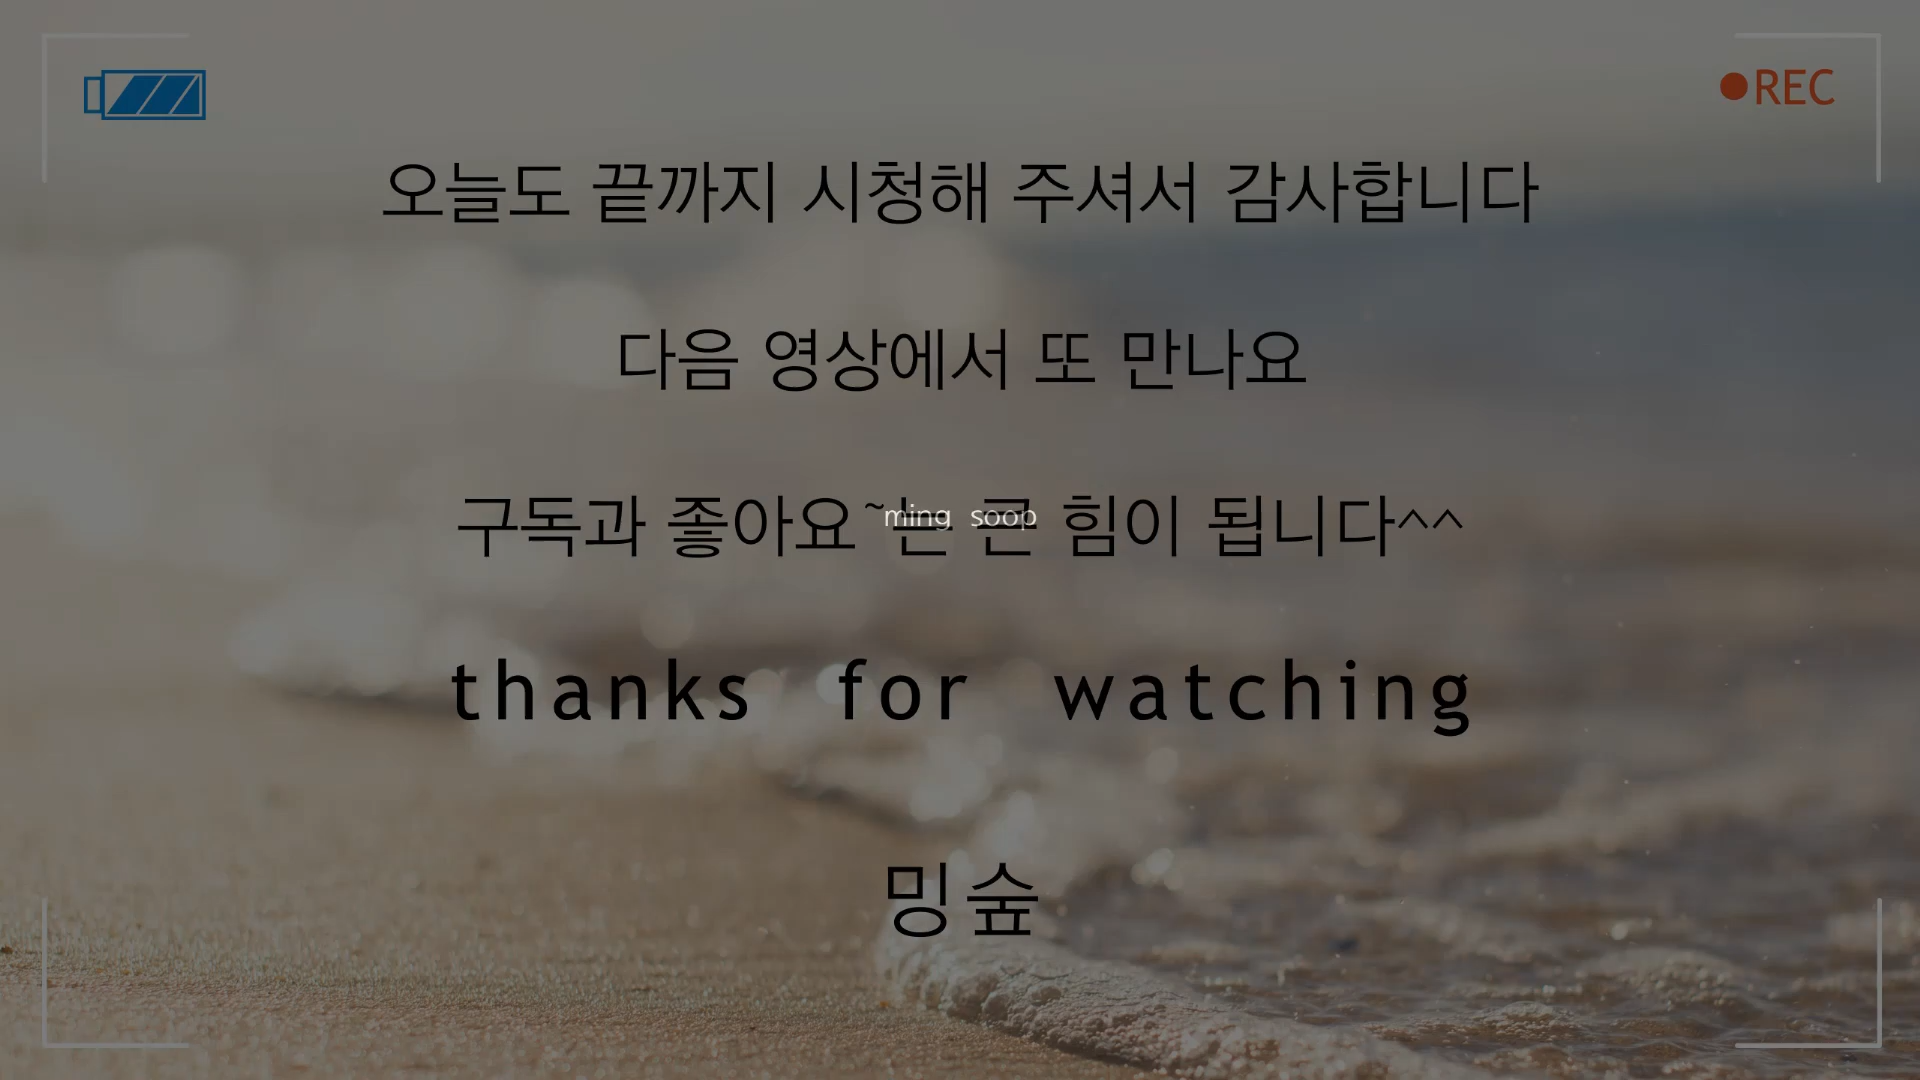 REC
오늘도 끝까지 시청해 주셔서 감사합니다
다음 영상에서 또 만나요
구독과 좋아요~는 큰 힘이 됩니다^^
ming soop
thanks for watching
밍숲